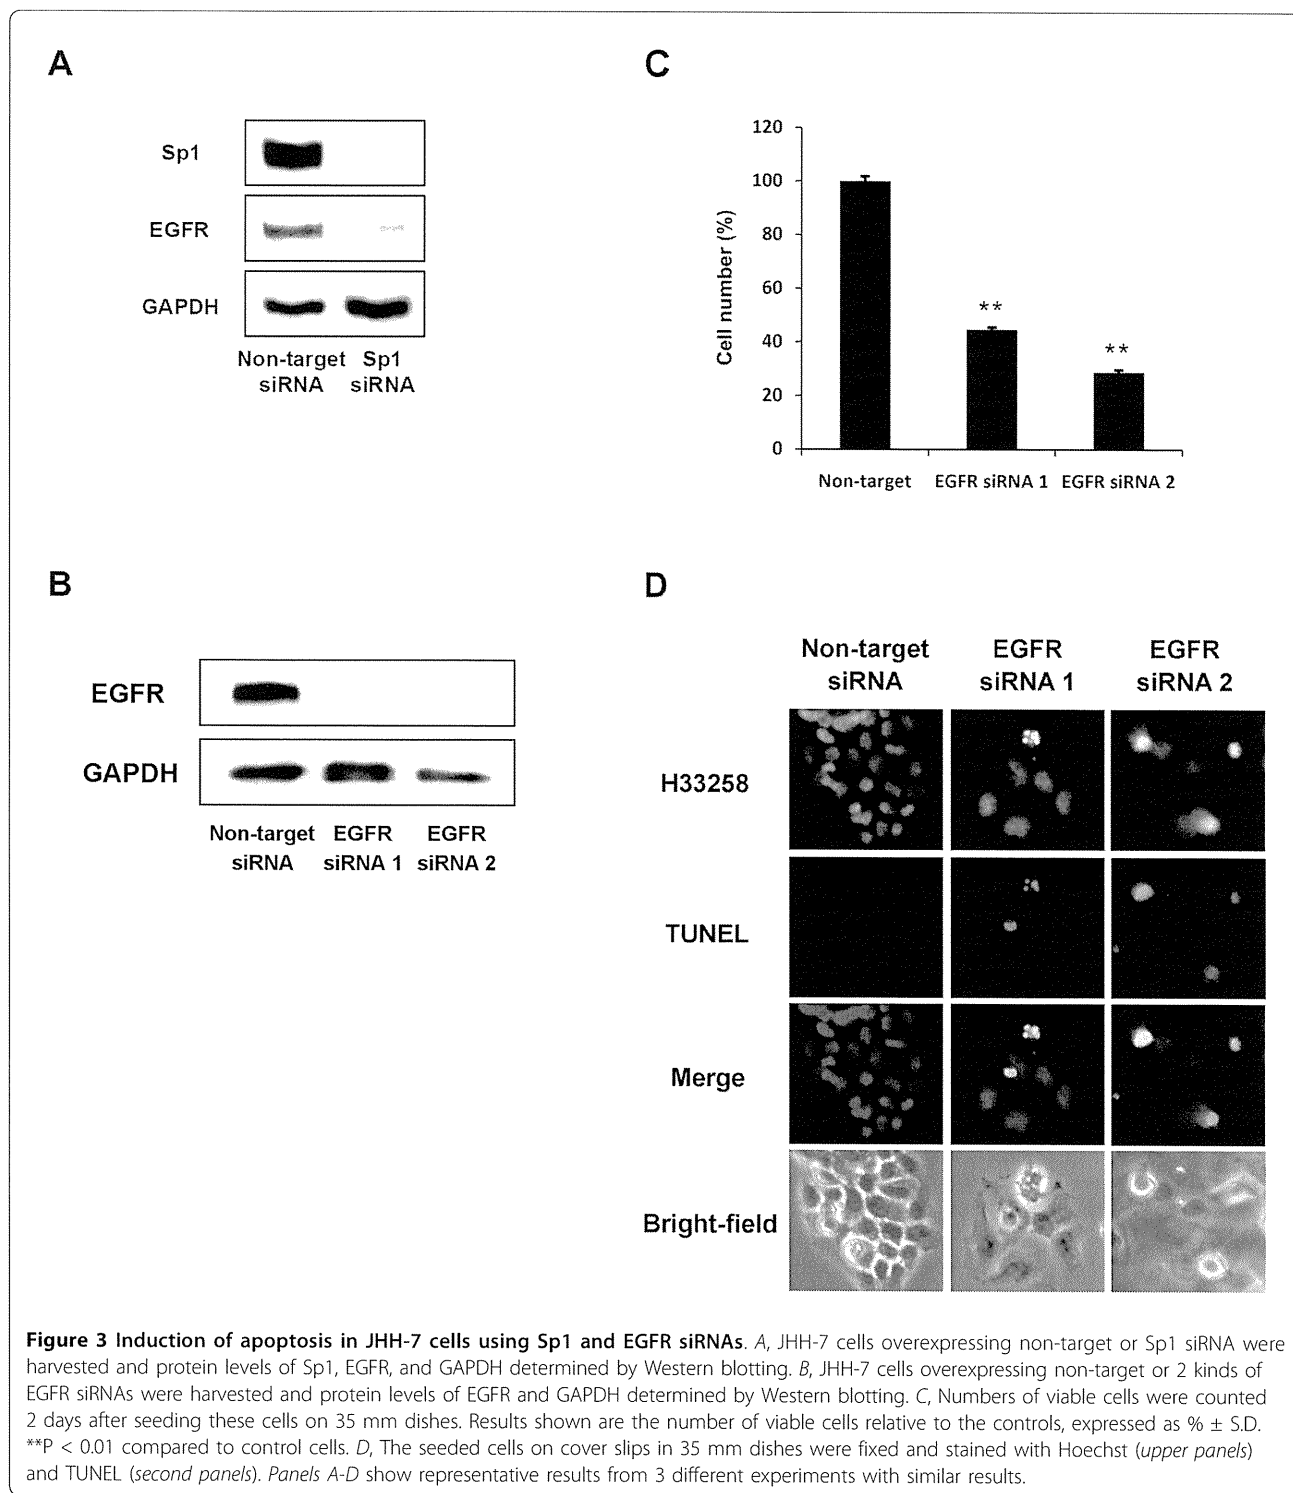 A
Sp1
EGFR
GAPDH
Non-target Sp1
siRNA siRNA
C
120
100
80
60
40
20
0
Cell number (%)
**
**
Non-target EGFR siRNA 1 EGFR siRNA 2
B
EGFR
GAPDH
Non-target EGFR EGFR
siRNA siRNA 1 siRNA 2
D
Non-target EGFR EGFR
siRNA siRNA 1 siRNA 2
H33258
TUNEL
Merge
Bright-field
Figure 3 Induction of apoptosis in JHH-7 cells using Sp1 and EGFR siRNAs. A, JHH-7 cells overexpressing non-target or Sp1 siRNA were
harvested and protein levels of Sp1, EGFR, and GAPDH determined by Western blotting. B, JHH-7 cells overexpressing non-target or 2 kinds of
EGFR siRNAs were harvested and protein levels of EGFR and GAPDH determined by Western blotting. C, Numbers of viable cells were counted
2 days after seeding these cells on 35 mm dishes. Results shown are the number of viable cells relative to the controls, expressed as % ± S.D.
**P < 0.01 compared to control cells. D, The seeded cells on cover slips in 35 mm dishes were fixed and stained with Hoechst (upper panels)
and TUNEL (second panels). Panels A-D show representative results from 3 different experiments with similar results.